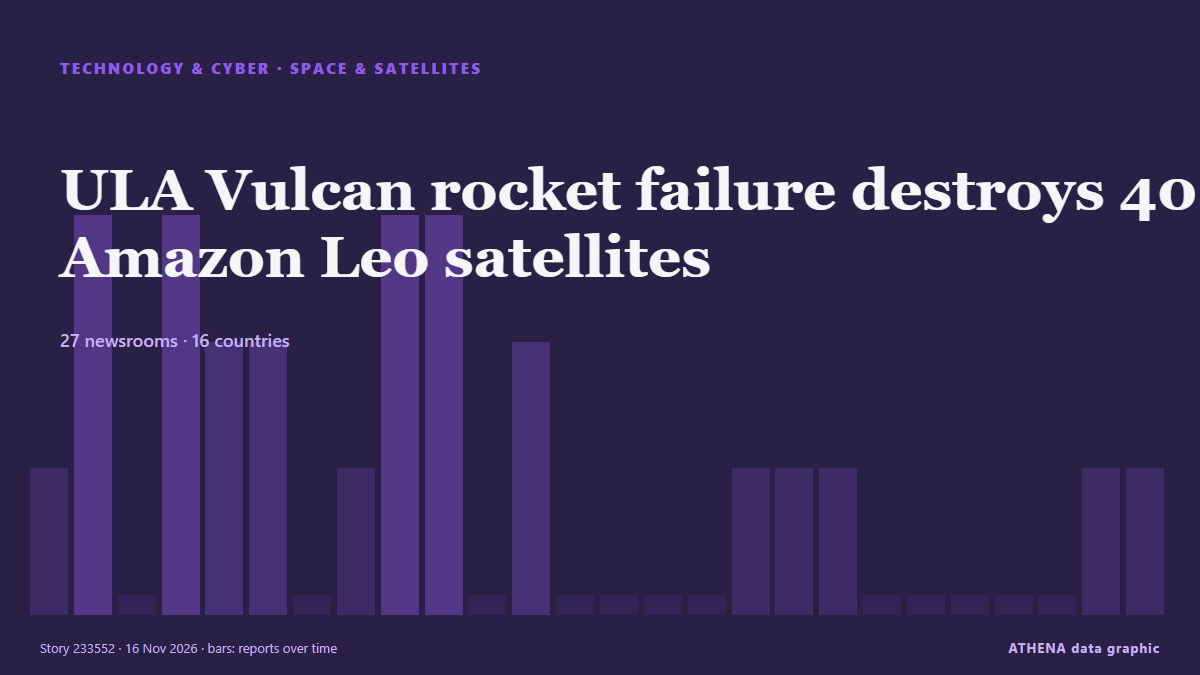 TECHNOLOGY & CYBER · SPACE & SATELLITES
ULA Vulcan rocket failure destroys 40
Amazon Leo satellites
27 newsrooms · 16 countries
Story 233552 · 16 Nov 2026 · bars: reports over time
ATHENA data graphic